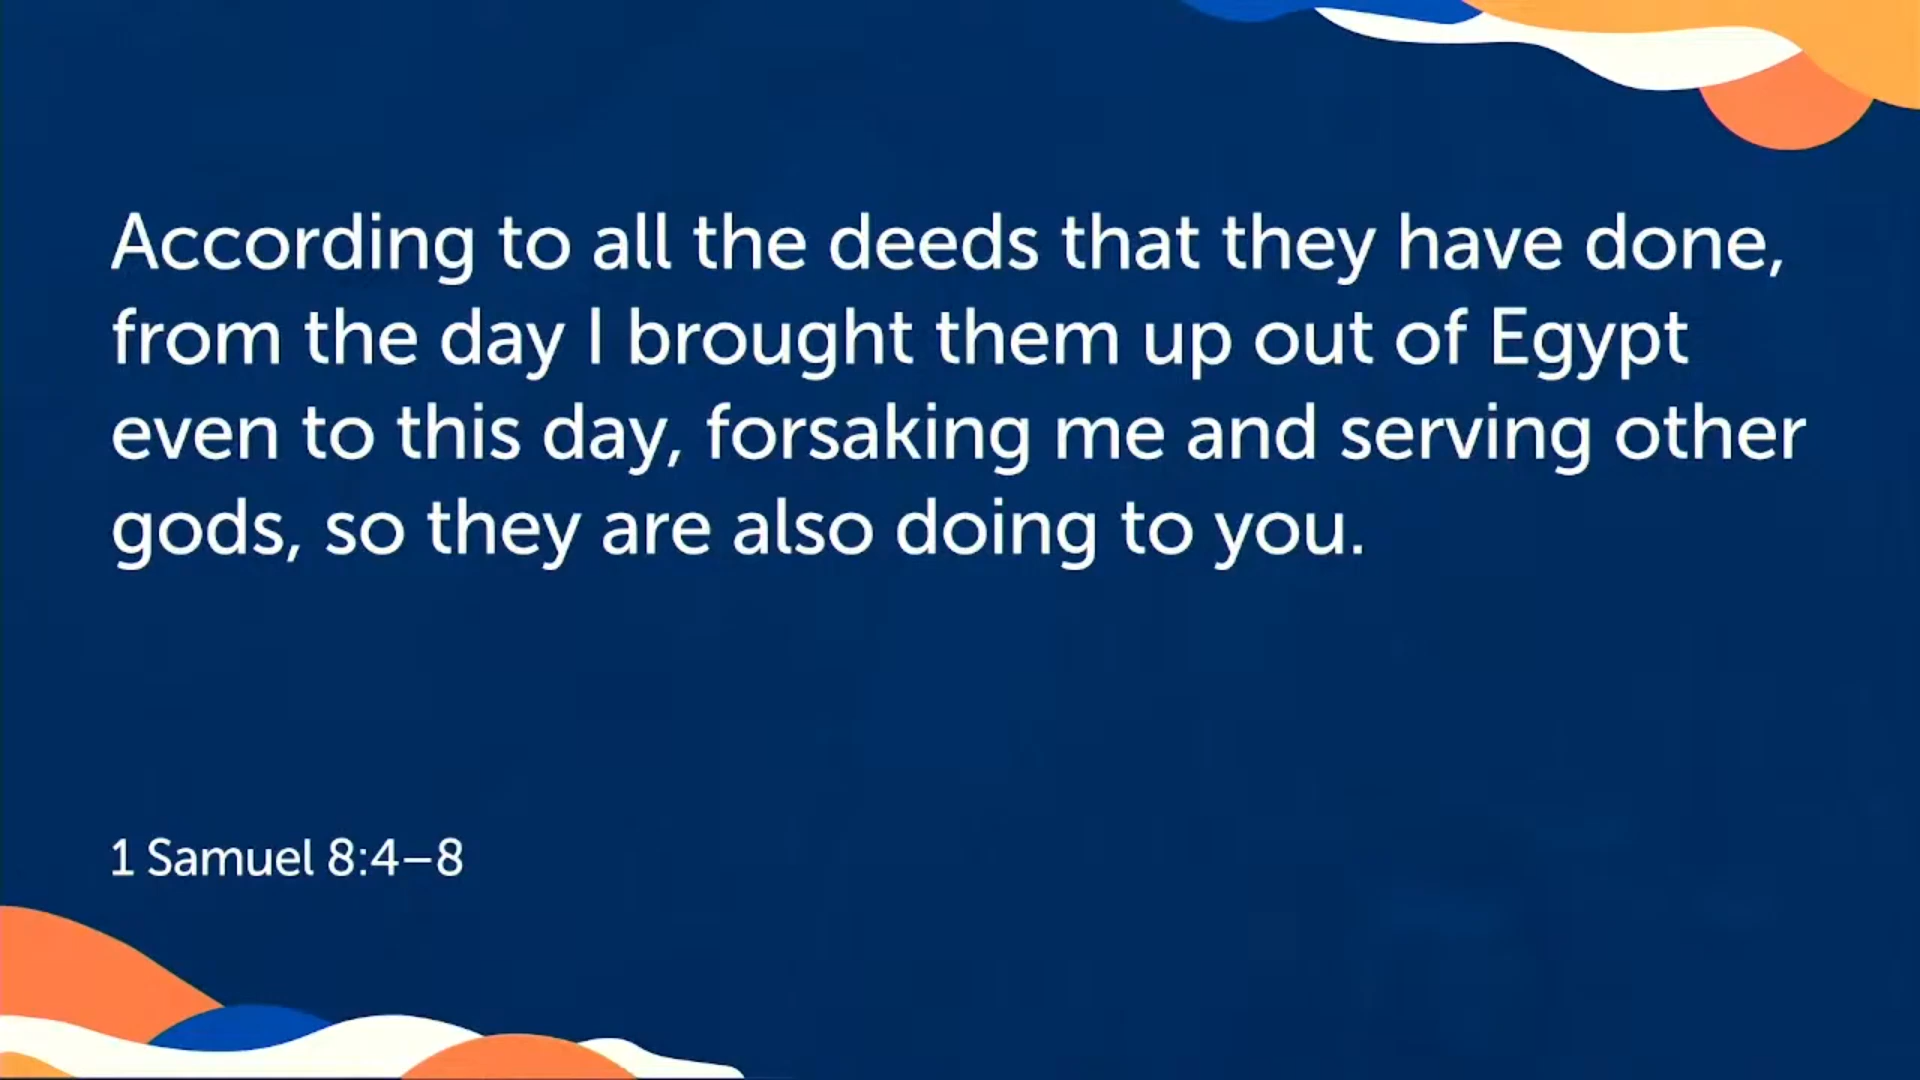 According to all the deeds that they have done,
from the day I brought them up out of Egypt
even to this day, forsaking me and serving other
gods, so they are also doing to you.
1 Samuel 8:4–8